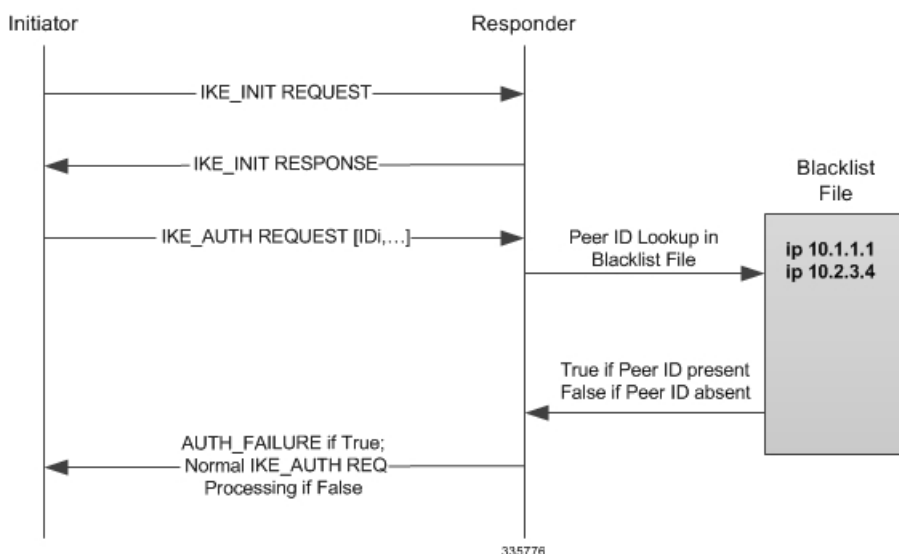 Initiator
Responder
IKE_INIT REQUEST
IKE_INIT RESPONSE
Blacklist
File
IKE_AUTH REQUEST [IDi,...]
Peer ID Lookup in
Blacklist File
ip 10.1.1.1
ip 10.2.3.4
True if Peer ID present
False if Peer ID absent
AUTH_FAILURE if True;
Normal IKE_AUTH REQ
Processing if False
335776